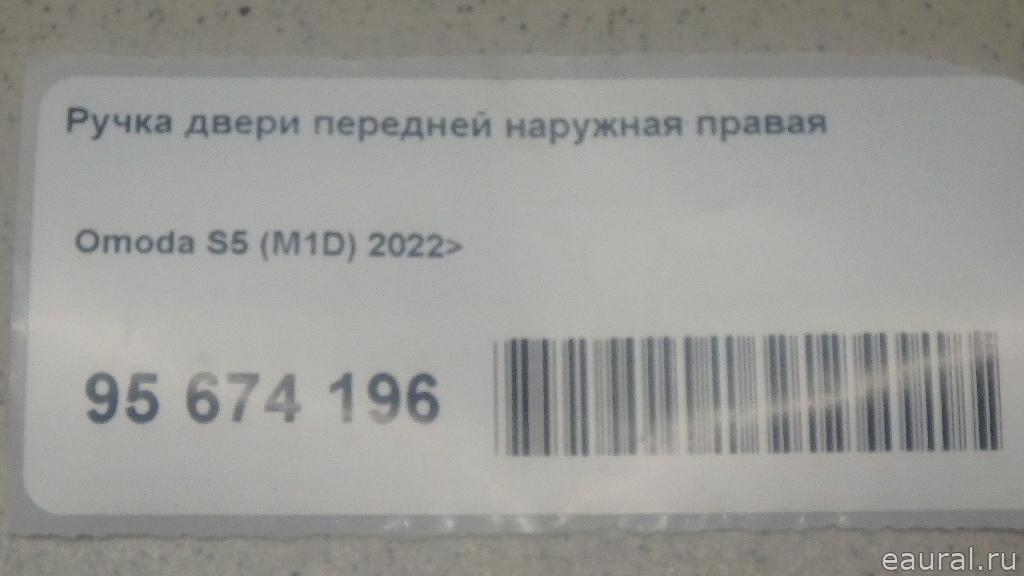 Ручка двери передней наружная правая
Omoda S5 (M1D) 2022>
95 674 196
eaural.ru